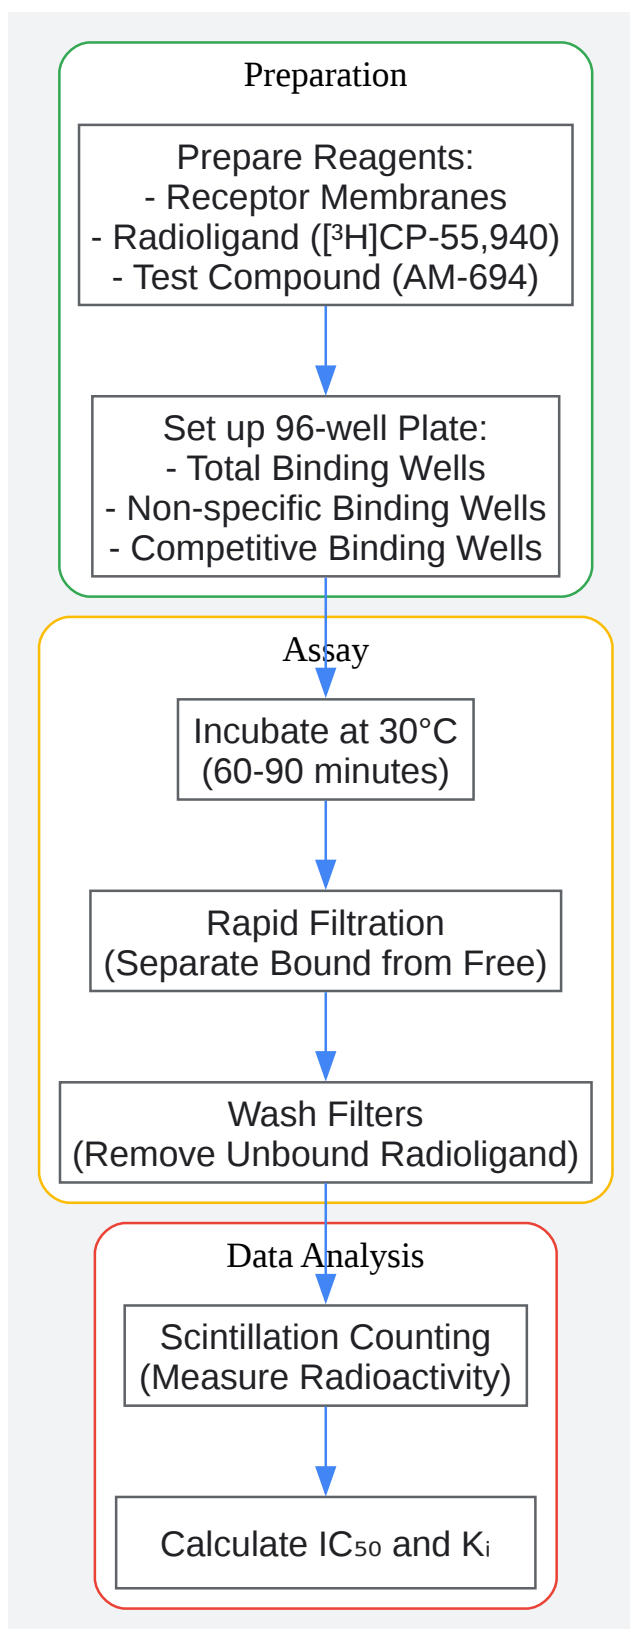 Preparation
Prepare Reagents:
- Receptor Membranes
- Radioligand ([³H]CP-55,940)
- Test Compound (AM-694)
Set up 96-well Plate:
- Total Binding Wells
- Non-specific Binding Wells
- Competitive Binding Wells
Assay
Incubate at 30°C
(60-90 minutes)
Rapid Filtration
(Separate Bound from Free)
Wash Filters
(Remove Unbound Radioligand)
Data Analysis
Scintillation Counting
(Measure Radioactivity)
Calculate IC₅₀ and Kᵢ